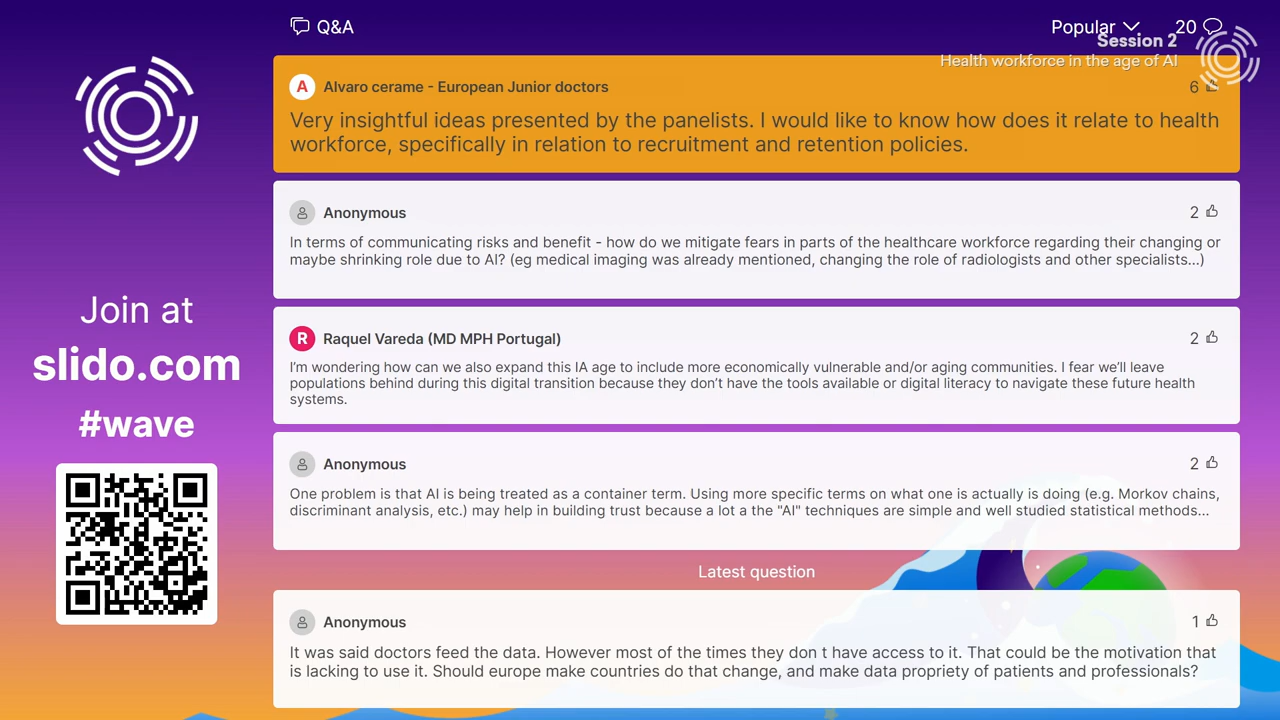 Q&A
Popular
20
Session 2
Health workforce in the age of AI
A
Alvaro cerame - European Junior doctors
6
Very insightful ideas presented by the panelists. I would like to know how does it relate to health
workforce, specifically in relation to recruitment and retention policies.
Anonymous
2
In terms of communicating risks and benefit - how do we mitigate fears in parts of the healthcare workforce regarding their changing or
maybe shrinking role due to AI? (eg medical imaging was already mentioned, changing the role of radiologists and other specialists...)
Join at
slido.com
#wave
R
Raquel Vareda (MD MPH Portugal)
2
I'm wondering how can we also expand this IA age to include more economically vulnerable and/or aging communities. I fear we'll leave
populations behind during this digital transition because they don't have the tools available or digital literacy to navigate these future health
systems.
Anonymous
2
One problem is that AI is being treated as a container term. Using more specific terms on what one is actually is doing (e.g. Morkov chains,
discriminant analysis, etc.) may help in building trust because a lot a the "AI" techniques are simple and well studied statistical methods...
Latest question
Anonymous
1
It was said doctors feed the data. However most of the times they don t have access to it. That could be the motivation that
is lacking to use it. Should europe make countries do that change, and make data propriety of patients and professionals?